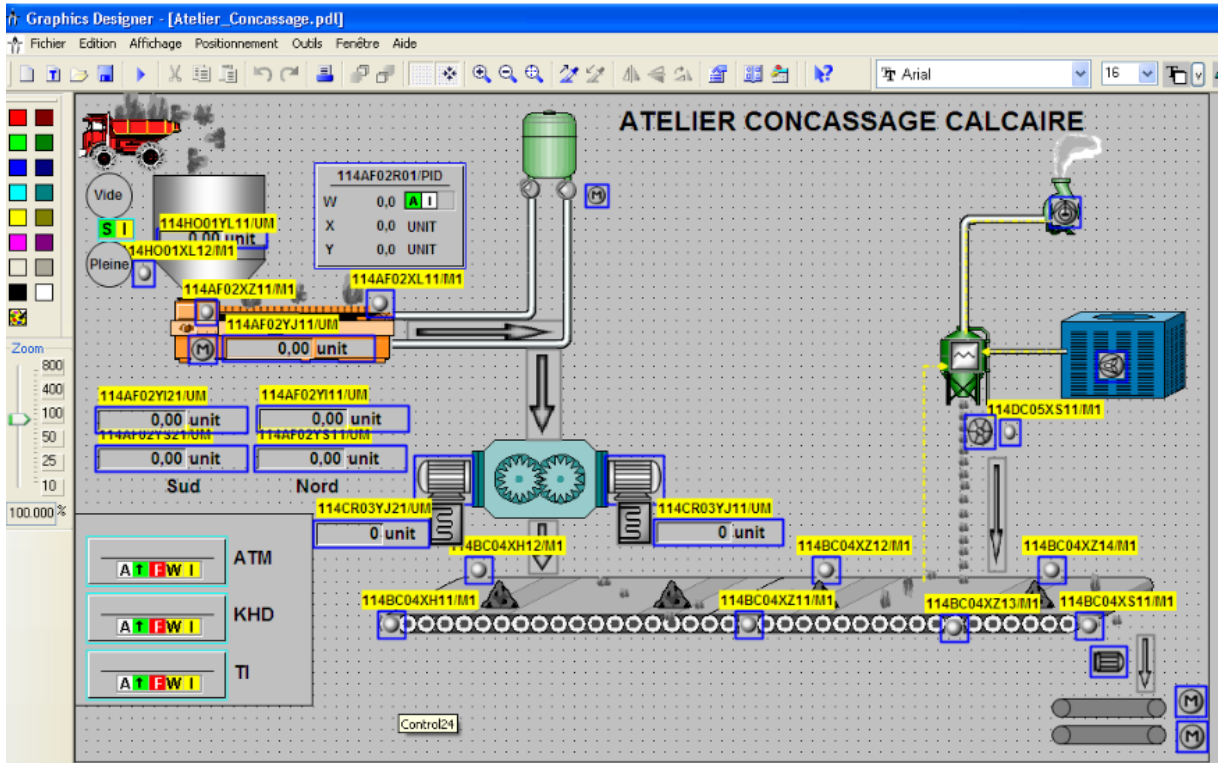 Graphics Designer - [Atelier_Concassage.pdl]
Fichier Edition Affichage Positionnement Outils Fenêtre Aide
Arial 16
ATELIER CONCASSAGE CALCAIRE
114AF02R01/PID
W 0,0 A I
X 0,0 UNIT
Y 0,0 UNIT
M
Vide
S I
Pleine
114HO01YL11/UM
0,00 unit
114HO01XL12/M1
114AF02XZ11/M1
114AF02XL11/M1
114AF02YJ11/UM
M 0,00 unit
Zoom
800
400
100
50
25
10
100.000 %
114AF02YI21/UM 114AF02YI11/UM
0,00 unit 0,00 unit
114AF02YS21/UM 114AF02YS11/UM
0,00 unit 0,00 unit
Sud Nord
114DC05XS11/M1
114CR03YJ21/UM 114CR03YJ11/UM
0 unit 0 unit
114BC04XH12/M1 114BC04XZ12/M1 114BC04XZ14/M1
114BC04XH11/M1 114BC04XZ11/M1 114BC04XZ13/M1 114BC04XS11/M1
ATM
A T F W I
KHD
A T F W I
TI
A T F W I
Control24
M
M